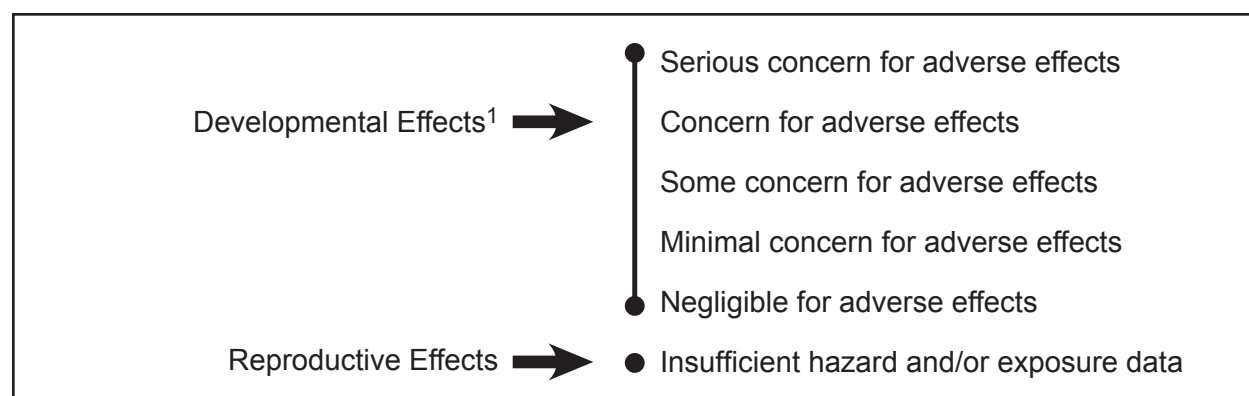 Serious concern for adverse effects
Developmental Effects1 Concern for adverse effects
Some concern for adverse effects
Minimal concern for adverse effects
Negligible for adverse effects
Reproductive Effects Insufficient hazard and/or exposure data